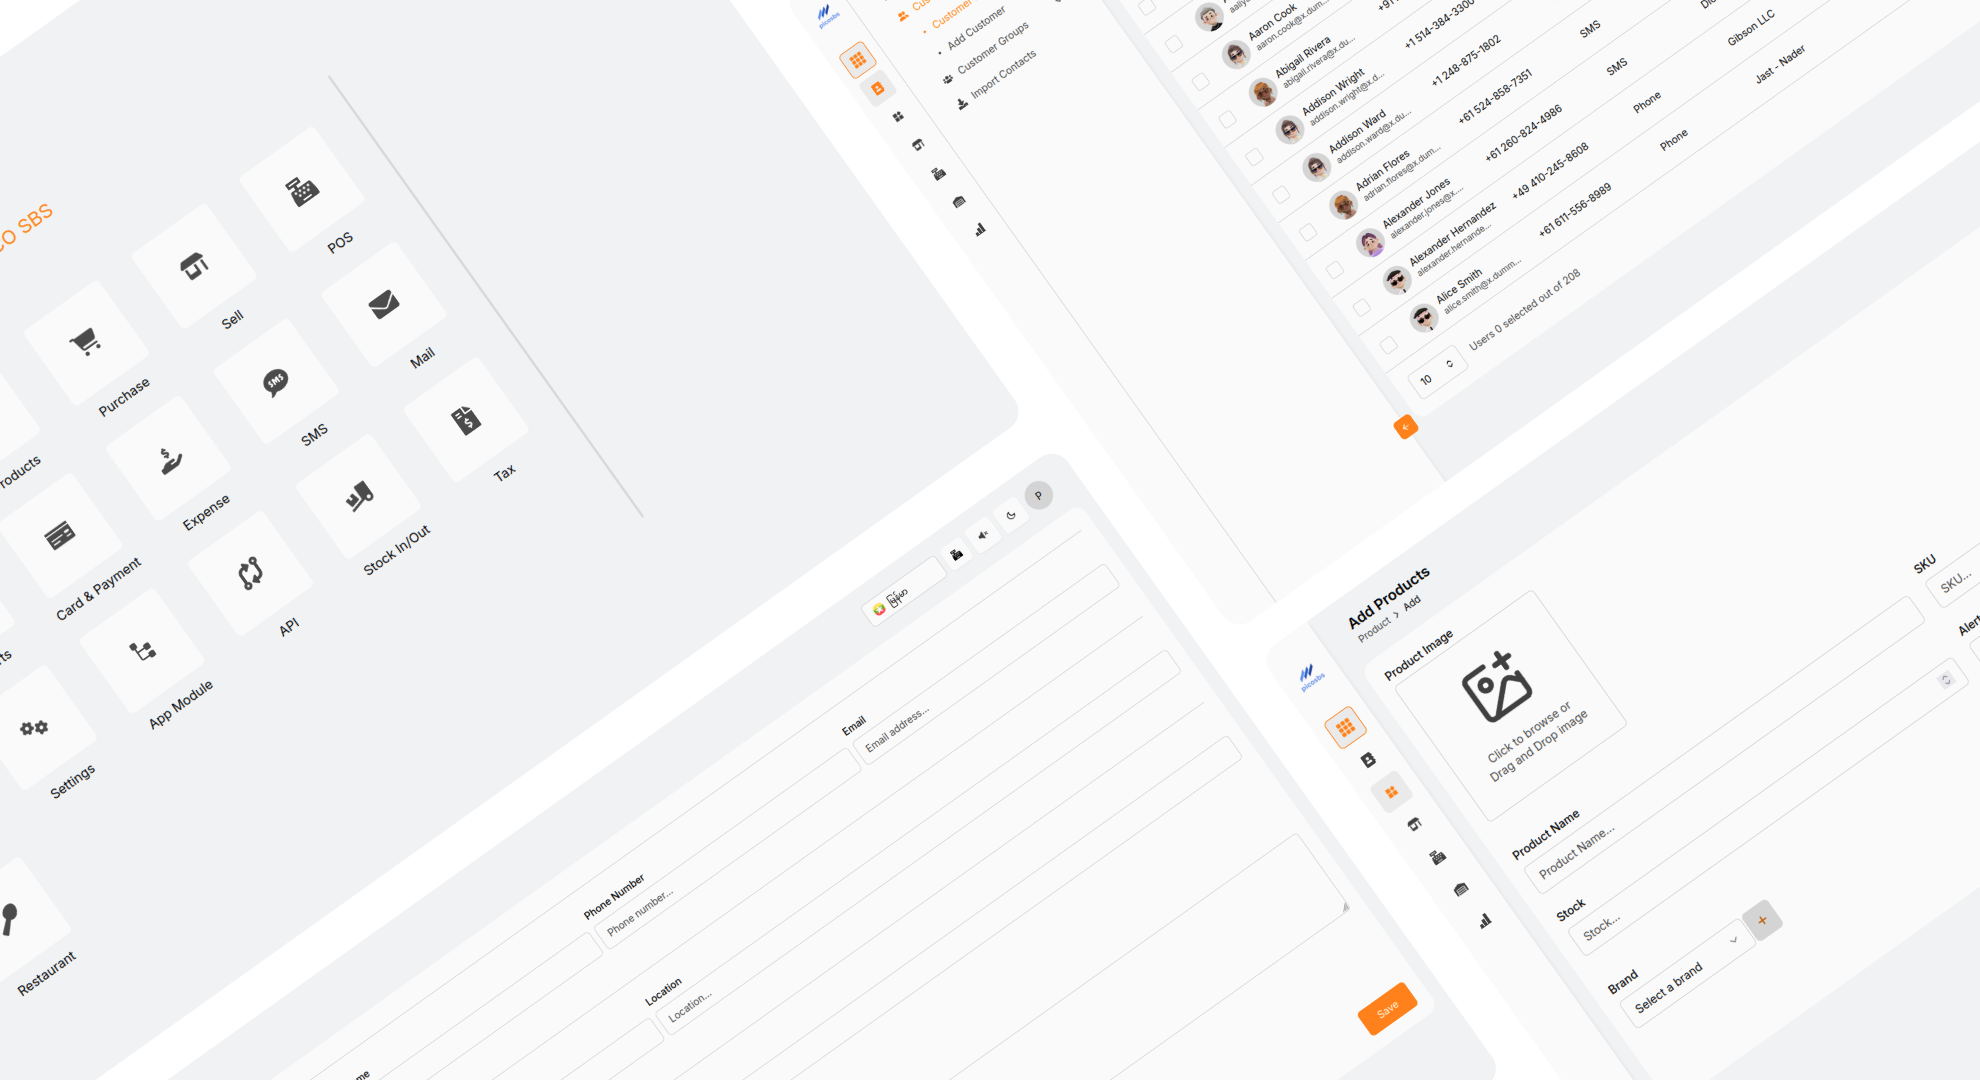 SBS
POS
Sell
Mail
Purchase
SMS
SMS
Tax
Expense
Stock In/Out
Card & Payment
API
App Module
Settings
Restaurant
picosbs
Customer
Add Customer
Customer Groups
Import Contacts
Aaron Cook
aaron.cook@x.dum...
Abigail Rivera
abigail.rivera@x.du...
+1 514-384-3300
Addison Wright
addison.wright@x.d...
+1 248-875-1802
SMS
Gibson LLC
Addison Ward
addison.ward@x.du...
+61 524-858-7351
SMS
Jast - Nader
Adrian Flores
adrian.flores@x.dum...
+61 260-824-4986
Phone
Alexander Jones
alexander.jones@x....
+49 410-245-8608
Phone
Alexander Hernandez
alexander.hernande...
+61 611-556-8989
Alice Smith
alice.smith@x.dumm...
10
Users 0 selected out of 208
P
Email
Email address...
Phone Number
Phone number...
Location
Location...
Save
picosbs
Add Products
Product > Add
Product Image
Click to browse or
Drag and Drop image
SKU
SKU...
Product Name
Product Name...
Stock
Stock...
Brand
Select a brand